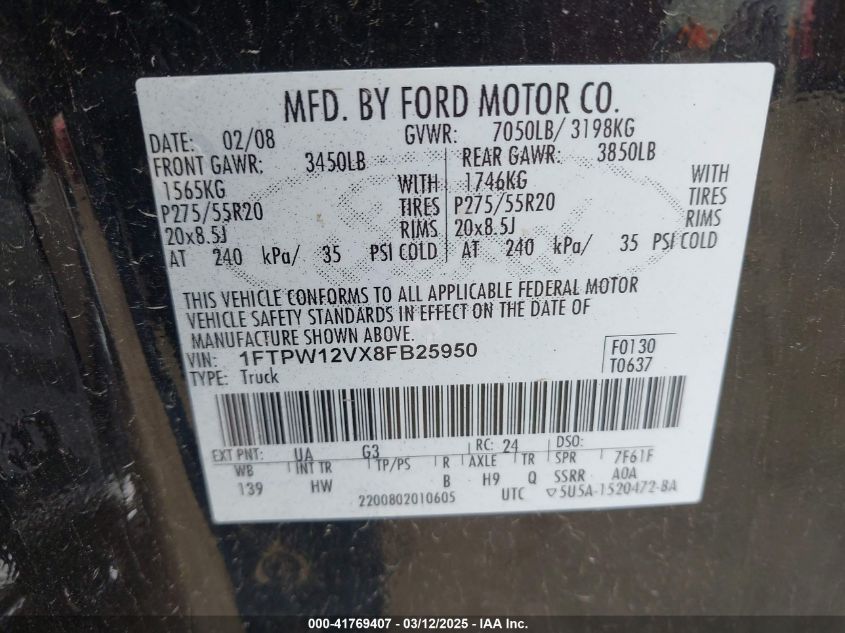 MFD. BY FORD MOTOR CO.
DATE: 02/08 GVWR: 7050LB/ 3198KG
FRONT GAWR: 3450LB REAR GAWR: 3850LB
1565KG WITH 1746KG WITH
P275/55R20 TIRES P275/55R20 TIRES
20x8.5J RIMS 20x8.5J RIMS
AT 240 kPa/ 35 PSI COLD AT 240 kPa/ 35 PSI COLD
THIS VEHICLE CONFORMS TO ALL APPLICABLE FEDERAL MOTOR
VEHICLE SAFETY STANDARDS IN EFFECT ON THE DATE OF
MANUFACTURE SHOWN ABOVE.
VIN: 1FTPW12VX8FB25950 F0130
TYPE: Truck T0637
EXT PNT: UA G3 RC: 24 DSO:
WB INT TR TP/PS R AXLE TR SPR 7F61F
139 HW B H9 Q SSRR A0A
2200802010605 UTC ▽5U5A-1520472-BA
000-41769407 - 03/12/2025 - IAA Inc.